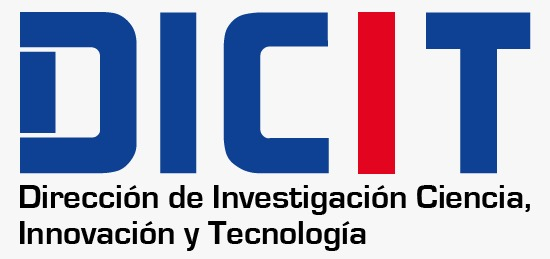 DICIT
Dirección de Investigación Ciencia,
Innovación y Tecnología